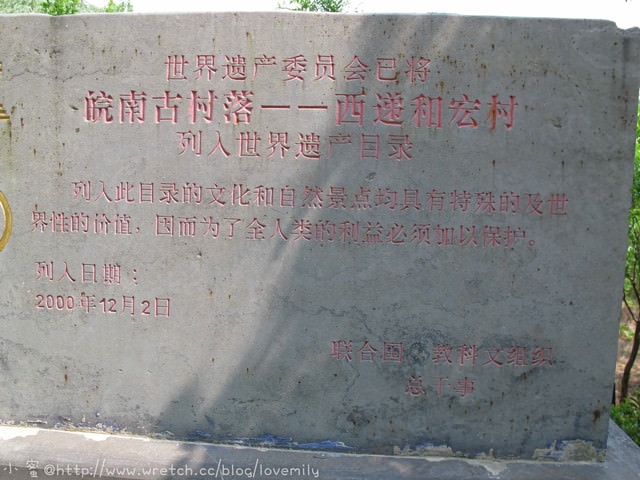 世界遗产委员会已将
皖南古村落——西递和宏村
列入世界遗产目录
列入此目录的文化和自然景点均具有特殊的及世
界性的价值，因而为了全人类的利益必须加以保护。
列入日期：
2000年12月2日
联合国 教科文组织
总干事
小蜜@http://www.wretch.cc/blog/lovemily